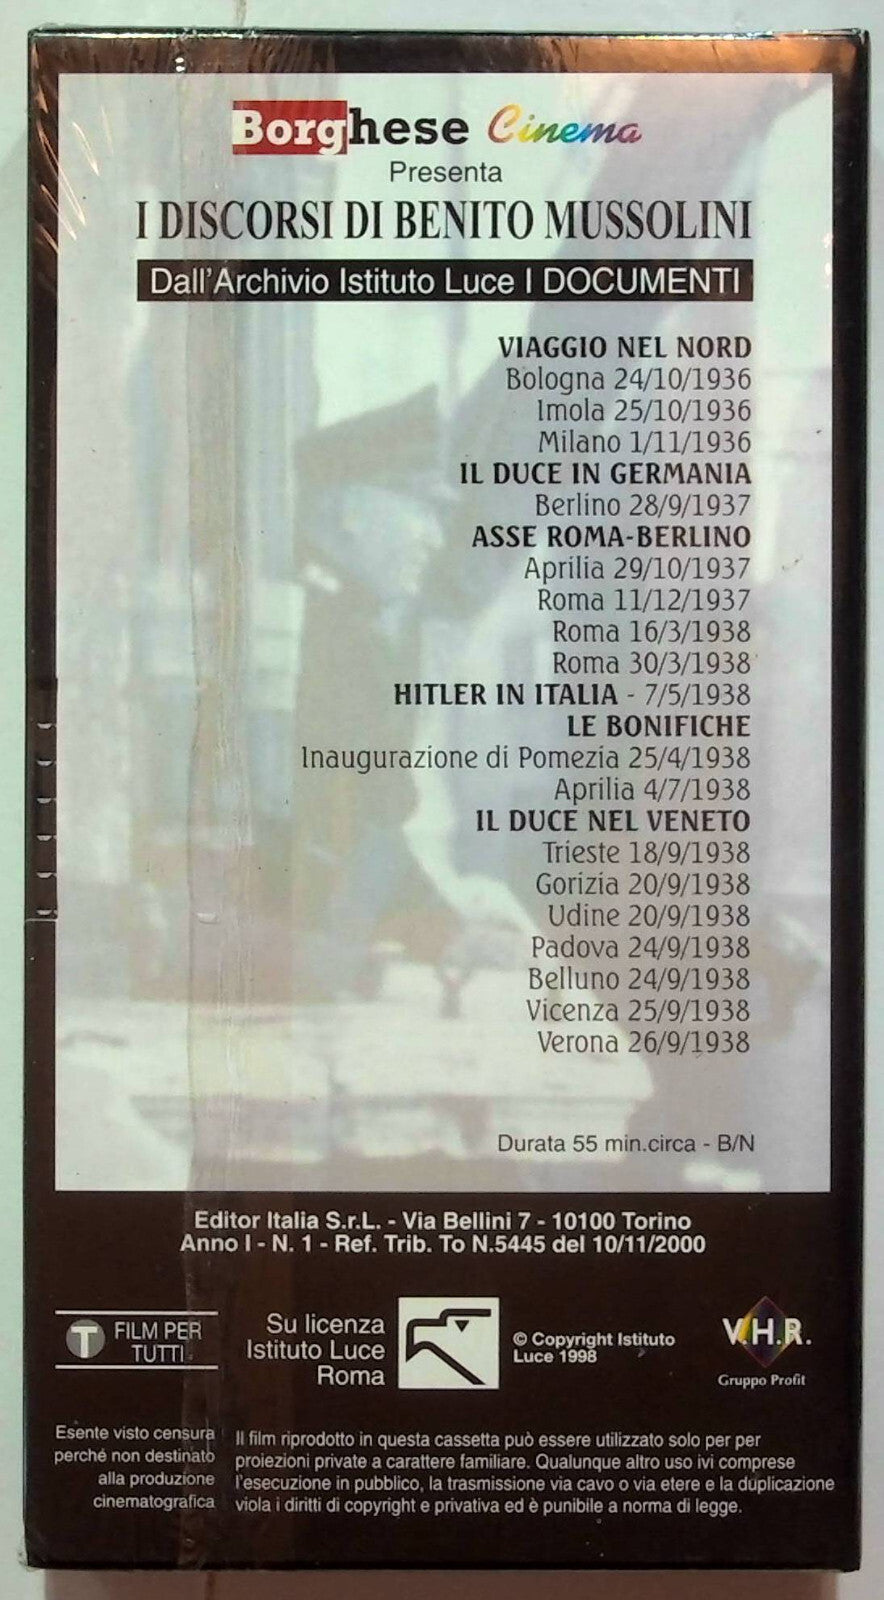 Borghese Cinema
Presenta
I DISCORSI DI BENITO MUSSOLINI
Dall'Archivio Istituto Luce I DOCUMENTI
VIAGGIO NEL NORD
Bologna 24/10/1936
Imola 25/10/1936
Milano 1/11/1936
IL DUCE IN GERMANIA
Berlino 28/9/1937
ASSE ROMA-BERLINO
Aprilia 29/10/1937
Roma 11/12/1937
Roma 16/3/1938
Roma 30/3/1938
HITLER IN ITALIA - 7/5/1938
LE BONIFICHE
Inaugurazione di Pomezia 25/4/1938
Aprilia 4/7/1938
IL DUCE NEL VENETO
Trieste 18/9/1938
Gorizia 20/9/1938
Udine 20/9/1938
Padova 24/9/1938
Belluno 24/9/1938
Vicenza 25/9/1938
Verona 26/9/1938
Durata 55 min.circa - B/N
Editor Italia S.r.L. - Via Bellini 7 - 10100 Torino
Anno I - N. 1 - Ref. Trib. To N.5445 del 10/11/2000
T FILM PER
TUTTI
Su licenza
Istituto Luce
Roma
© Copyright Istituto
Luce 1998
V.H.R.
Gruppo Profit
Esente visto censura
perché non destinato
alla produzione
cinematografica
Il film riprodotto in questa cassetta può essere utilizzato solo per per
proiezioni private a carattere familiare. Qualunque altro uso ivi comprese
l'esecuzione in pubblico, la trasmissione via cavo o via etere e la duplicazione
viola i diritti di copyright e privativa ed è punibile a norma di legge.